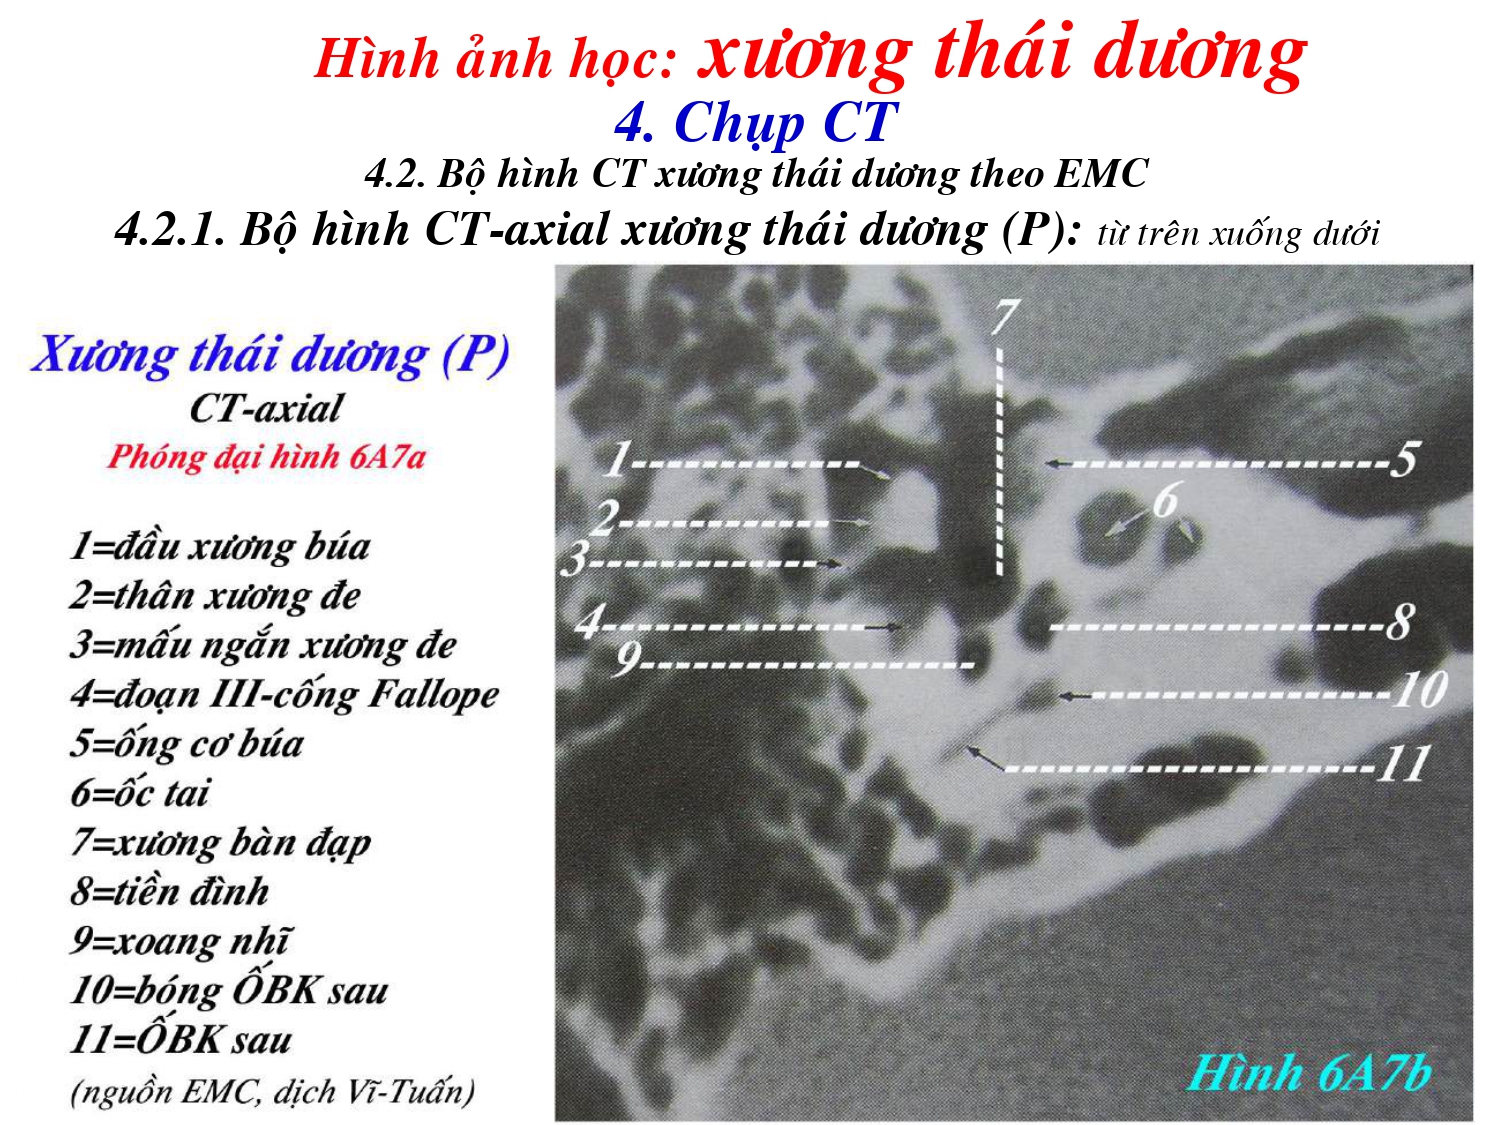 Hình ảnh học: xương thái dương
4. Chụp CT
4.2. Bộ hình CT xương thái dương theo EMC
4.2.1. Bộ hình CT-axial xương thái dương (P): từ trên xuống dưới
Xương thái dương (P)
CT-axial
Phóng đại hình 6A7a
1=đầu xương búa
2=thân xương đe
3=mấu ngắn xương đe
4=đoạn III-cống Fallope
5=ống cơ búa
6=ốc tai
7=xương bàn đạp
8=tiền đình
9=xoang nhĩ
10=bóng ỐBK sau
11=ỐBK sau
(nguồn EMC, dịch Vĩ-Tuấn)
7
1
5
6
2
3
4
8
9
10
11
Hình 6A7b